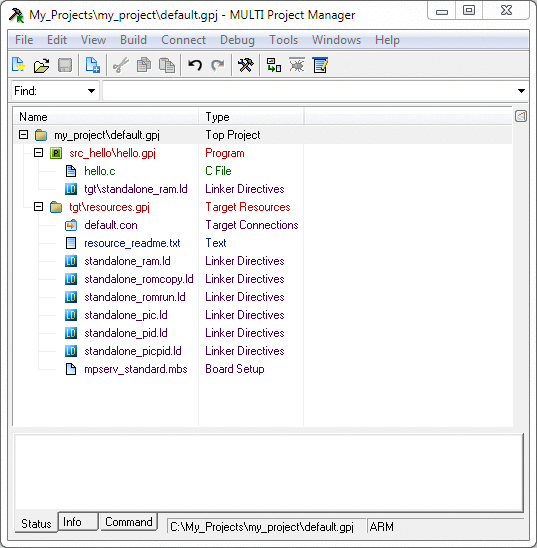 My_Projects\my_project\default.gpj - MULTI Project Manager
File Edit View Build Connect Debug Tools Windows Help
Find:
Name Type
my_project\default.gpj Top Project
src_hello\hello.gpj Program
hello.c C File
tgt\standalone_ram.ld Linker Directives
tgt\resources.gpj Target Resources
default.con Target Connections
resource_readme.txt Text
standalone_ram.ld Linker Directives
standalone_romcopy.ld Linker Directives
standalone_romrun.ld Linker Directives
standalone_pic.ld Linker Directives
standalone_pid.ld Linker Directives
standalone_picpid.ld Linker Directives
mpserv_standard.mbs Board Setup
Status Info Command C:\My_Projects\my_project\default.gpj ARM